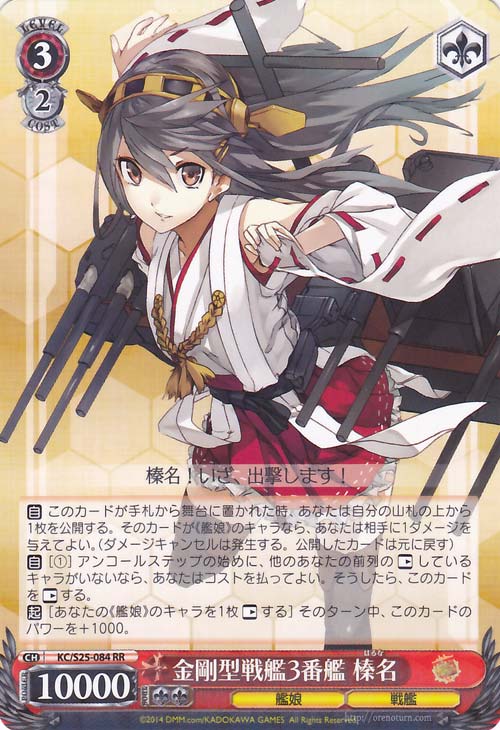 LEVEL
3
2
COST
榛名！いざ、出撃します！
自 このカードが手札から舞台に置かれた時、あなたは自分の山札の上から
1枚を公開する。そのカードが《艦娘》のキャラなら、あなたは相手に1ダメージを
与えてよい。（ダメージキャンセルは発生する。公開したカードは元に戻す）
自 [①] アンコールステップの始めに、他のあなたの前列のしている
キャラがいないなら、あなたはコストを払ってよい。そうしたら、このカード
をする。
起 [あなたの《艦娘》のキャラを1枚する] そのターン中、このカードの
パワーを+1000。
CH KC/S25-084 RR
はるな
金剛型戦艦3番艦 榛名
POWER 10000
SOUL
艦娘 戦艦
©2014 DMM.com/KADOKAWA GAMES All Rights Reserved.
http://orenoturn.com